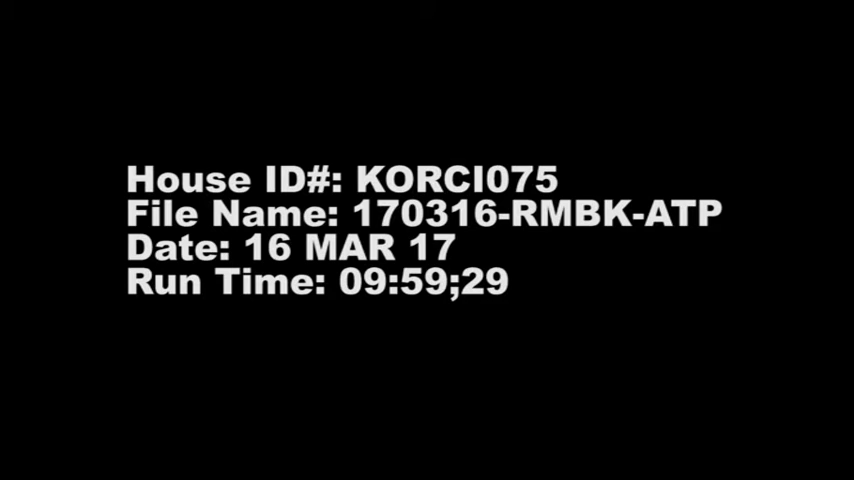 House ID#: KORCI075
File Name: 170316-RMBK-ATP
Date: 16 MAR 17
Run Time: 09:59;29